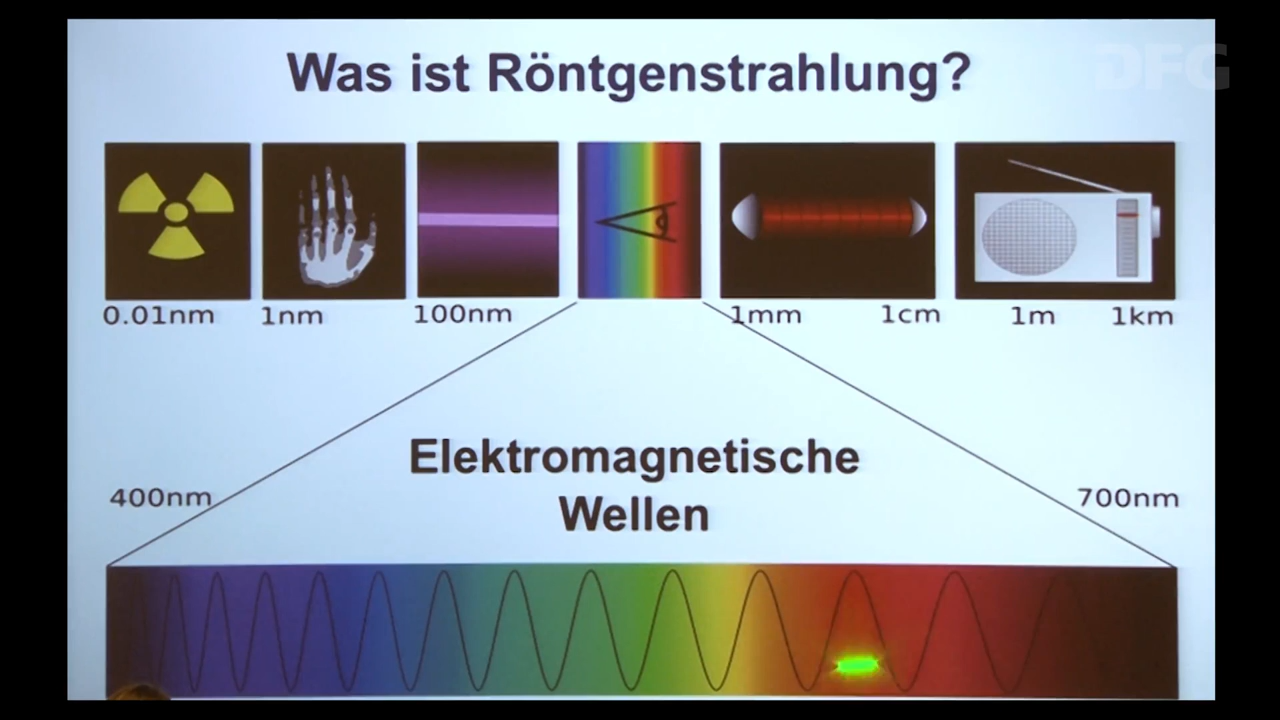 Was ist Röntgenstrahlung?
DFG
0.01nm 1nm 100nm 1mm 1cm 1m 1km
Elektromagnetische
400nm 700nm
Wellen